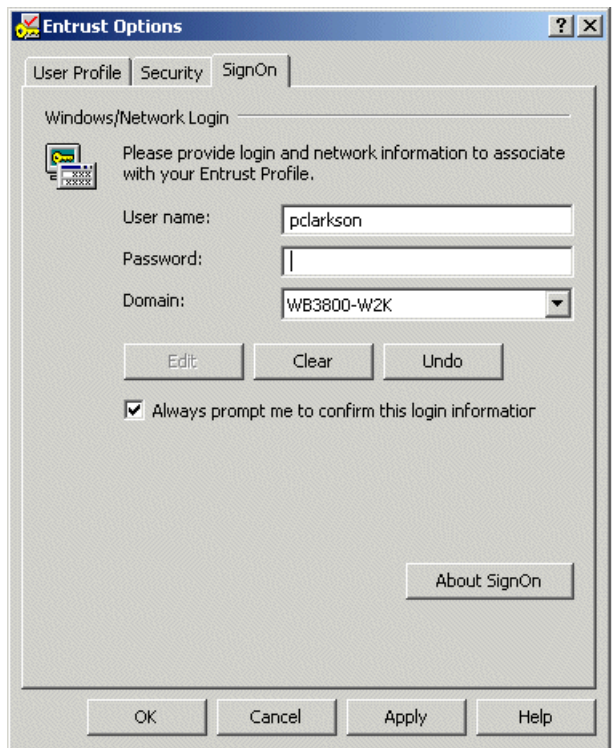 Entrust Options
User Profile Security SignOn
Windows/Network Login
Please provide login and network information to associate
with your Entrust Profile.
User name: pclarkson
Password:
Domain: WB3800-W2K
Edit Clear Undo
Always prompt me to confirm this login information
About SignOn
OK Cancel Apply Help